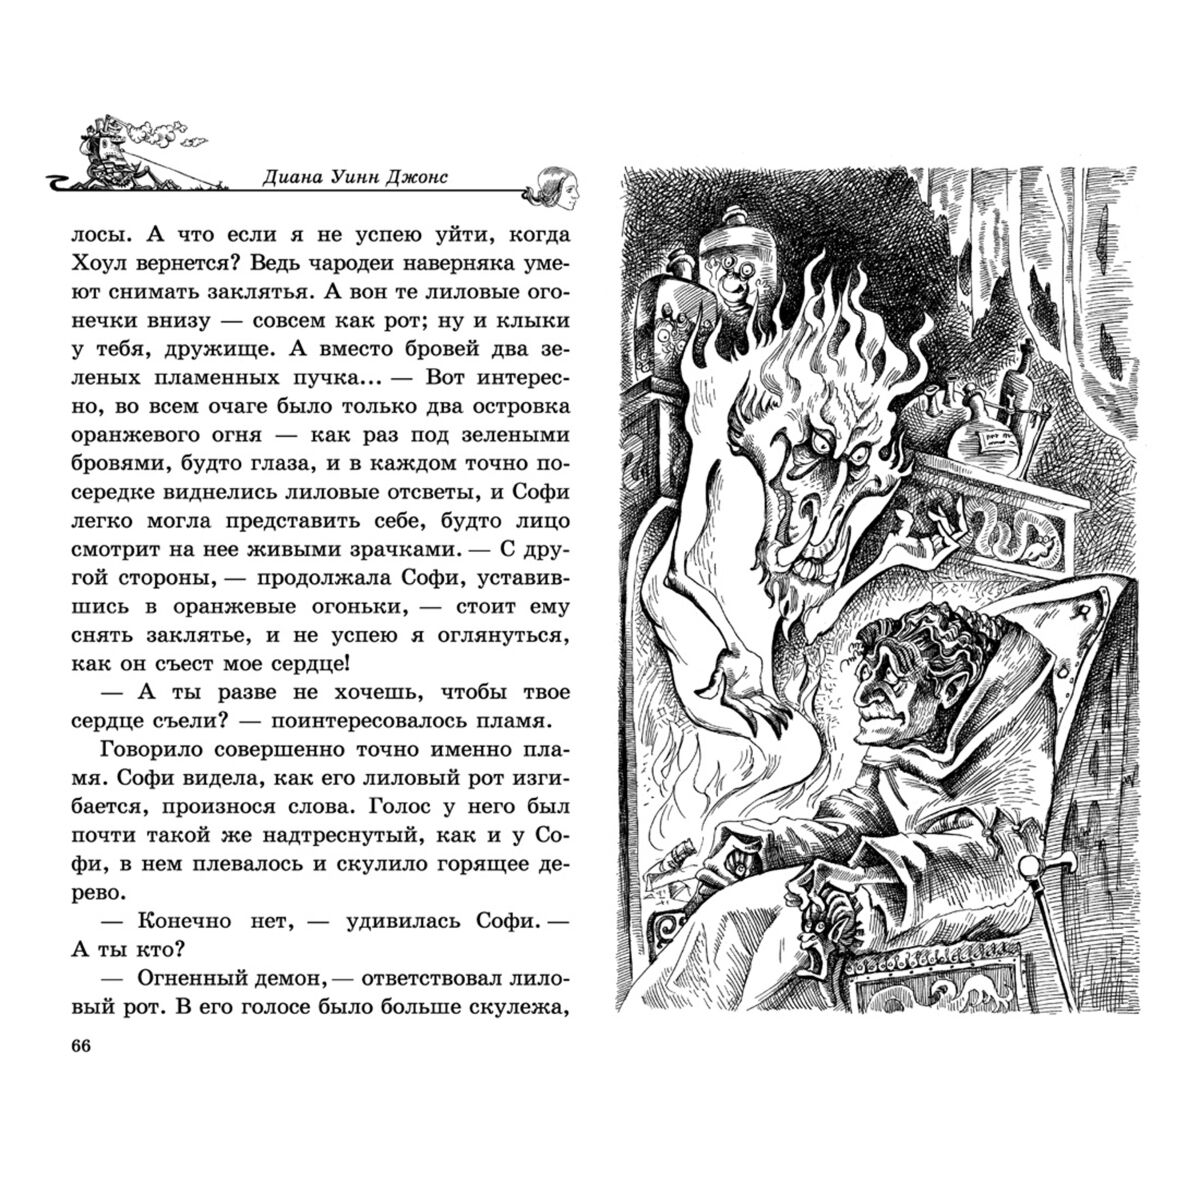 Диана Уинн Джонс
лосы. А что если я не успею уйти, когда
Хоул вернется? Ведь чародеи наверняка уме-
ют снимать заклятья. А вон те лиловые ого-
нечки внизу — совсем как рот; ну и клыки
у тебя, дружище. А вместо бровей два зе-
леных пламенных пучка... — Вот интерес-
но, во всем очаге было только два островка
оранжевого огня — как раз под зелеными
бровями, будто глаза, и в каждом точно по-
середке виднелись лиловые отсветы, и Софи
легко могла представить себе, будто лицо
смотрит на нее живыми зрачками. — С дру-
гой стороны, — продолжала Софи, уставив-
шись в оранжевые огоньки, — стоит ему
снять заклятье, и не успею я оглянуться,
как он съест мое сердце!
— А ты разве не хочешь, чтобы твое
сердце съели? — поинтересовалось пламя.
Говорило совершенно точно именно пла-
мя. Софи видела, как его лиловый рот изги-
бается, произнося слова. Голос у него был
почти такой же надтреснутый, как и у Со-
фи, в нем плевалось и скулило горящее де-
рево.
— Конечно нет, — удивилась Софи. —
А ты кто?
— Огненный демон, — ответствовал лило-
вый рот. В его голосе было больше скулежа,
66